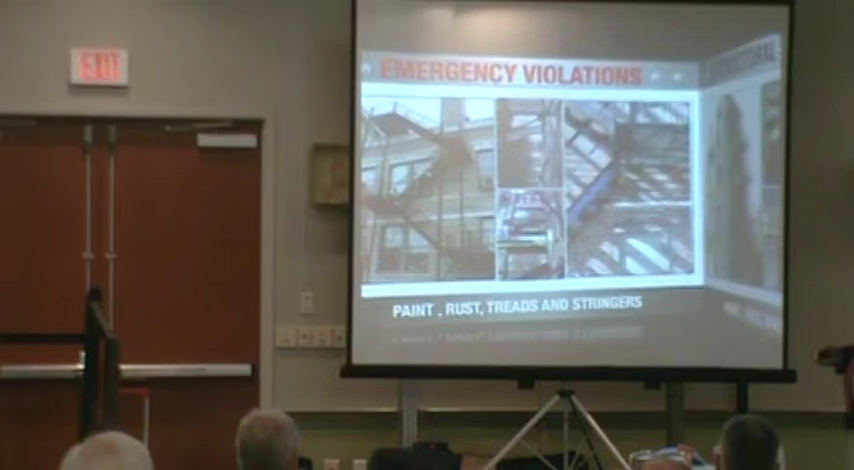 EXIT
EMERGENCY VIOLATIONS
PAINT . RUST, TREADS AND STRINGERS